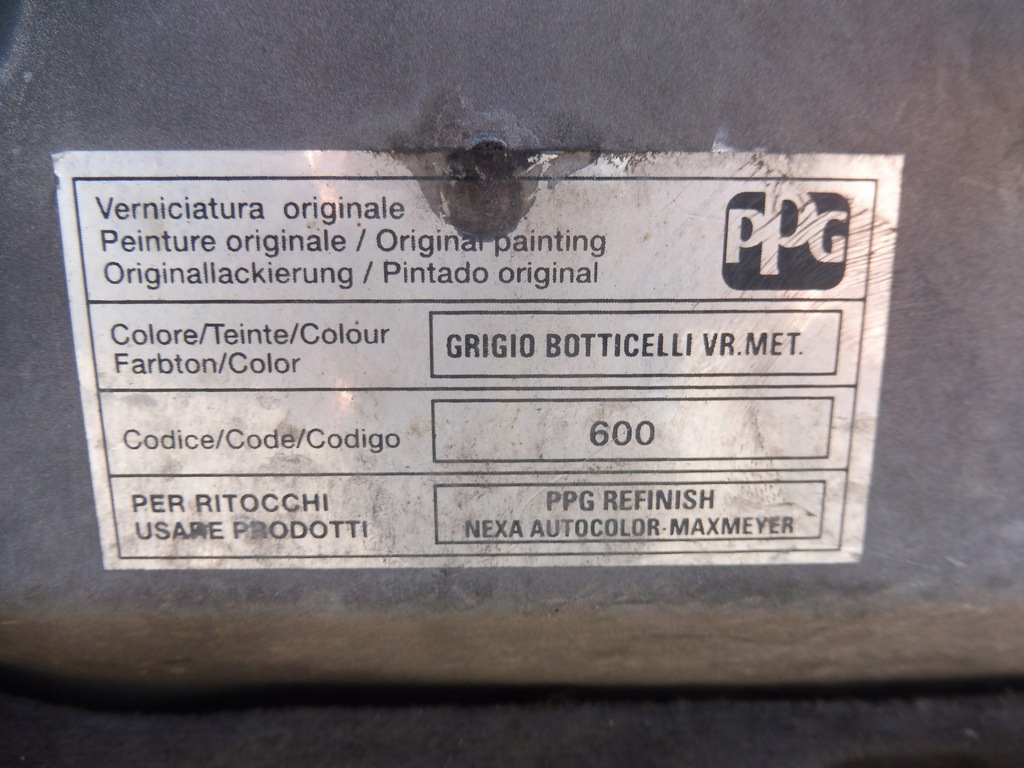 Verniciatura originale
Peinture originale / Original painting
Originallackierung / Pintado original
PPG
Colore/Teinte/Colour
Farbton/Color
GRIGIO BOTTICELLI VR.MET.
Codice/Code/Codigo
600
PER RITOCCHI
USARE PRODOTTI
PPG REFINISH
NEXA AUTOCOLOR-MAXMEYER